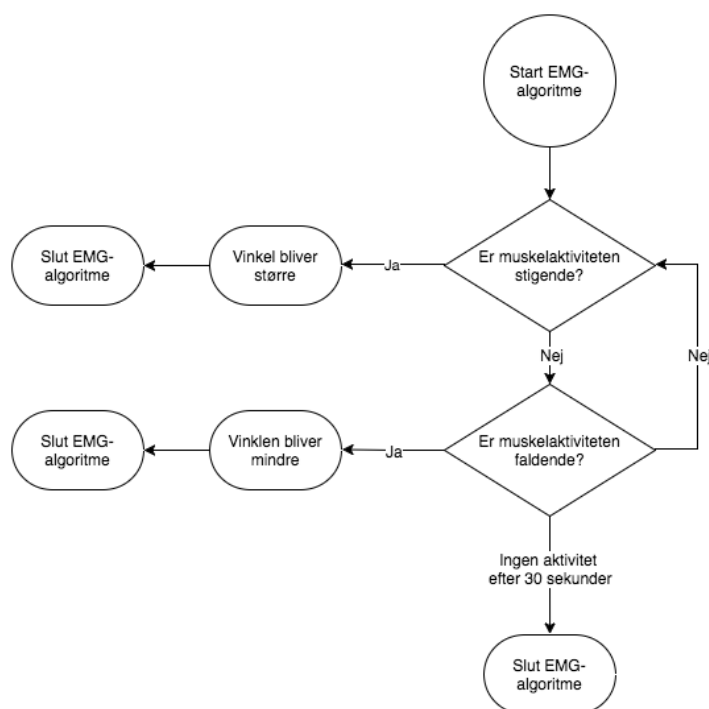 Start EMG-
algoritme
Er muskelaktiviteten
stigende?
Ja
Vinkel bliver
større
Slut EMG-
algoritme
Nej
Nej
Er muskelaktiviteten
faldende?
Ja
Vinklen bliver
mindre
Slut EMG-
algoritme
Ingen aktivitet
efter 30 sekunder
Slut EMG-
algoritme